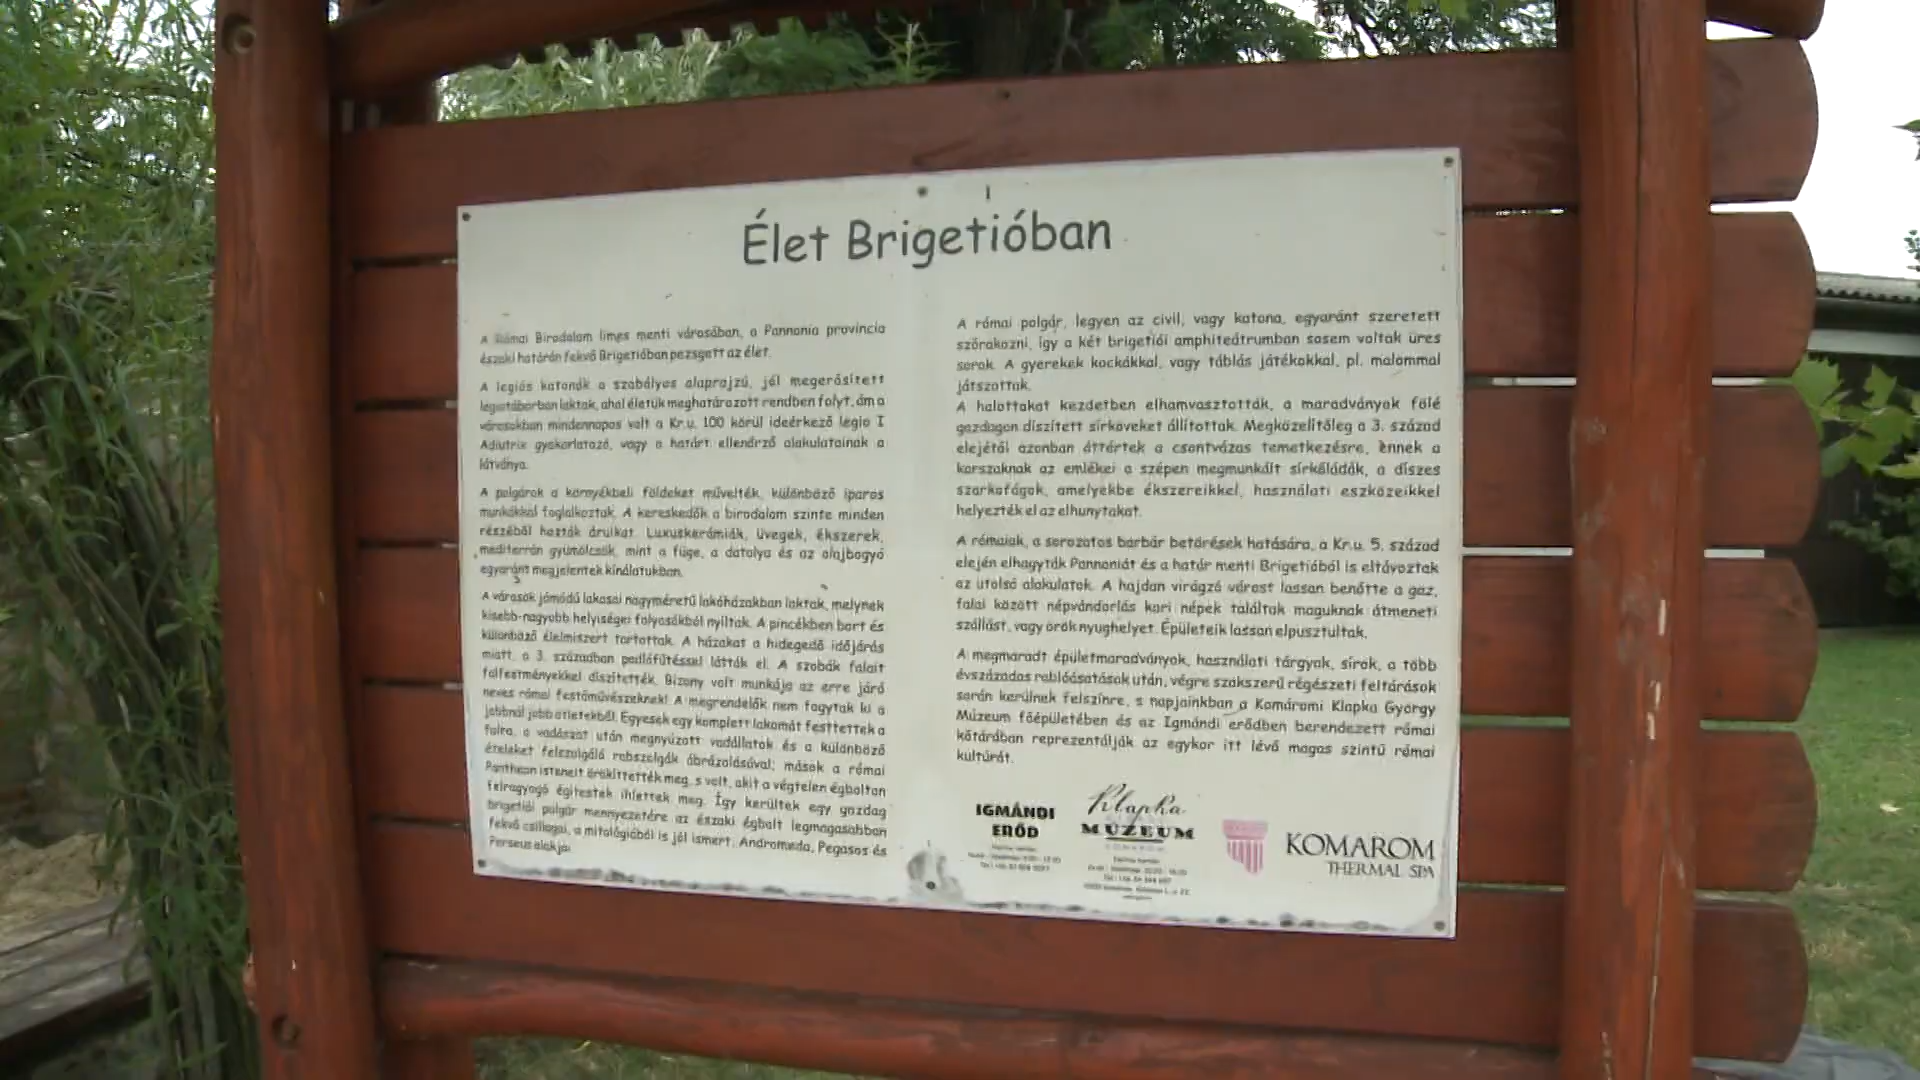 Élet Brigetióban
A Római Birodalom limes menti városában, a Pannonia provincia
északi határán fekvő Brigetióban pezsgett az élet.
A legiós katonák a szabályos alaprajzú, jól megerősített
legiotáborban laktak, ahol életük meghatározott rendben folyt, ám a
városokban mindennapos volt a Kr.u. 100 körül ideérkező legio I
Adiutrix gyakorlatozó, vagy a határt ellenőrző alakulatainak a
látványa.
A polgárok a környékbeli földeket művelték, különböző iparos
munkákkal foglalkoztak. A kereskedők a birodalom szinte minden
részéből hozták áruikat. Luxuskerámiák, üvegek, ékszerek,
mediterrán gyümölcsök, mint a füge, a datolya és az olajbogyó
egyaránt megjelentek kínálatukban.
A városok jómódú lakosai nagyméretű lakóházakban laktak, melynek
kisebb-nagyobb helyiségei folyosókból nyíltak. A pincékben bort és
különböző élelmiszert tartottak. A házakat a hidegedő időjárás
miatt, a 3. században padlófűtéssel látták el. A szobák falait
falfestményekkel díszítették. Bizony volt munkája az erre járó
neves római festőművészeknek! A megrendelők nem fogytak ki a
jobbnál jobb ötletekből. Egyesek egy komplett lakomát festtettek a
falra, a vadászat után megnyúzott vadállatok és a különböző
ételeket felszolgáló rabszolgák ábrázolásával; mások a római
Pantheon isteneit örökíttették meg, s volt, akit a végtelen égbolton
felragyogó égitestek ihlettek meg. Így kerültek egy gazdag
brigetiói polgár mennyezetére az északi égbolt legmagasabban
fekvő csillagai, a mitológiából is jól ismert, Andromeda, Pegasos és
Perseus alakjai
A római polgár, legyen az civil, vagy katona, egyaránt szeretett
szórakozni, így a két brigetiói amphiteátrumban sosem voltak üres
sorok. A gyerekek kockákkal, vagy táblás játékokkal, pl. malommal
játszottak.
A halottakat kezdetben elhamvasztották, a maradványok fölé
gazdagon díszített sírköveket állítottak. Megközelítőleg a 3. század
elejétől azonban áttértek a csontvázas temetkezésre, ennek a
korszaknak az emlékei a szépen megmunkált sírkőládák, a díszes
szarkofágok, amelyekbe ékszereikkel, használati eszközeikkel
helyezték el az elhunytakat.
A rómaiak, a sorozatos barbár betörések hatására, a Kr.u. 5. század
elején elhagyták Pannoniát és a határ menti Brigetióból is eltávoztak
az utolsó alakulatok. A hajdan virágzó várost lassan benőtte a gaz,
falai között népvándorlás kori népek találtak maguknak átmeneti
szállást, vagy örök nyughelyet. Épületeik lassan elpusztultak.
A megmaradt épületmaradványok, használati tárgyak, sírok, a több
évszázados rablóásatások után, végre szakszerű régészeti feltárások
során kerülnek felszínre, s napjainkban a Komáromi Klapka György
Múzeum főépületében és az Igmándi erődben berendezett római
kőtárban reprezentálják az egykor itt lévő magas szintű római
kultúrát.
IGMÁNDI
ERŐD
Klapka
MÚZEUM
KOMAROM
THERMAL SPA